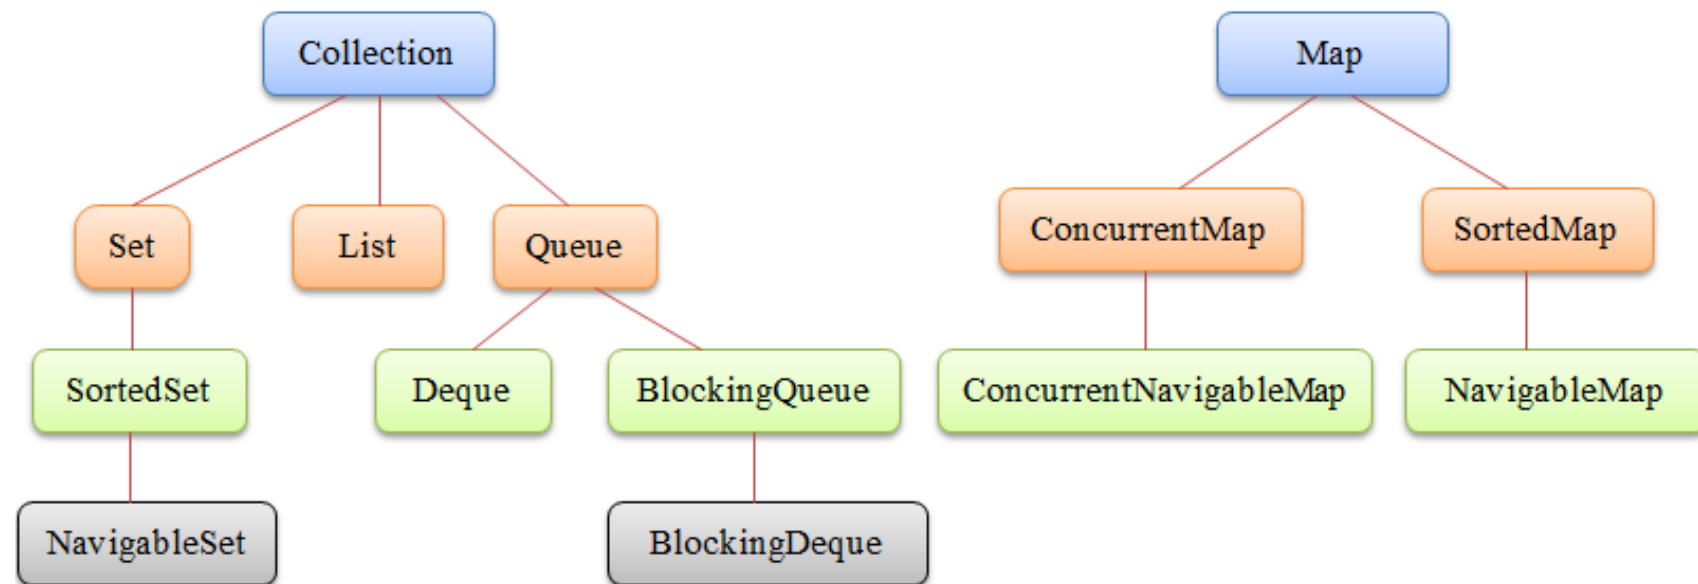 Collection
Map
Set
List
Queue
ConcurrentMap
SortedMap
SortedSet
Deque
BlockingQueue
ConcurrentNavigableMap
NavigableMap
NavigableSet
BlockingDeque